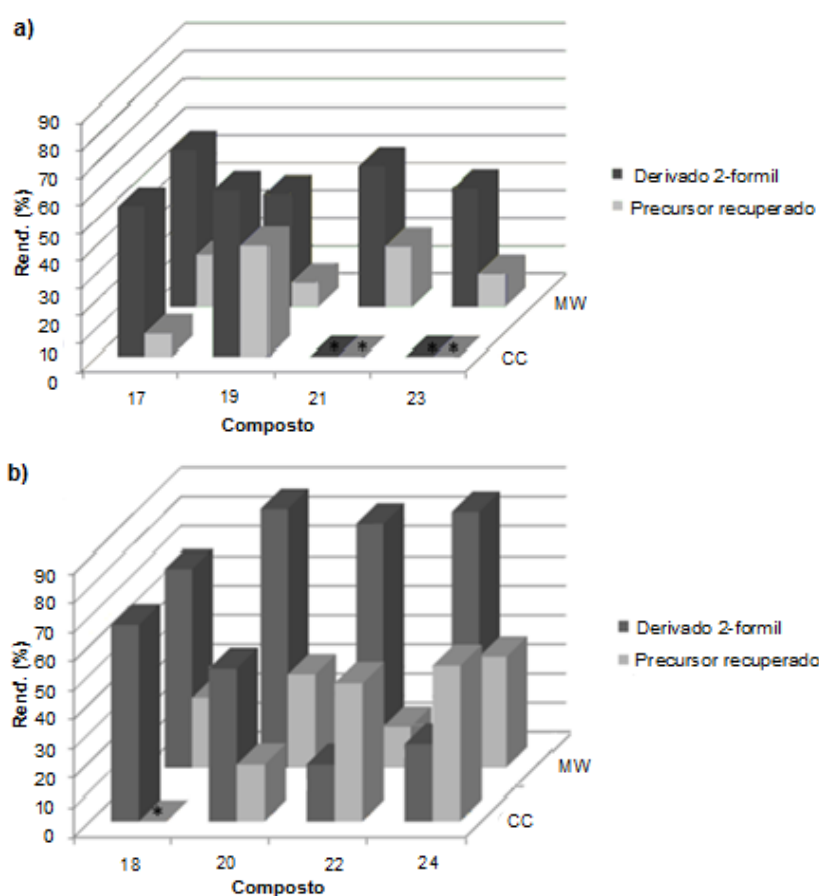 a)
90
80
70
60
50
40
30
20
10
0
Rend. (%)
* * * *
17 19 21 23
Composto
MW
CC
Derivado 2-formil
Precursor recuperado
b)
90
80
70
60
50
40
30
20
10
0
Rend. (%)
*
18 20 22 24
Composto
MW
CC
Derivado 2-formil
Precursor recuperado